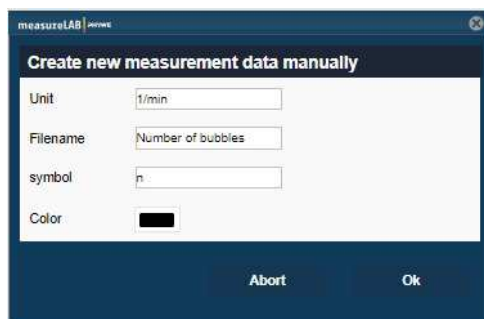 measureLAB
Create new measurement data manually
Unit 1/min
Filename Number of bubbles
symbol n
Color
Abort Ok